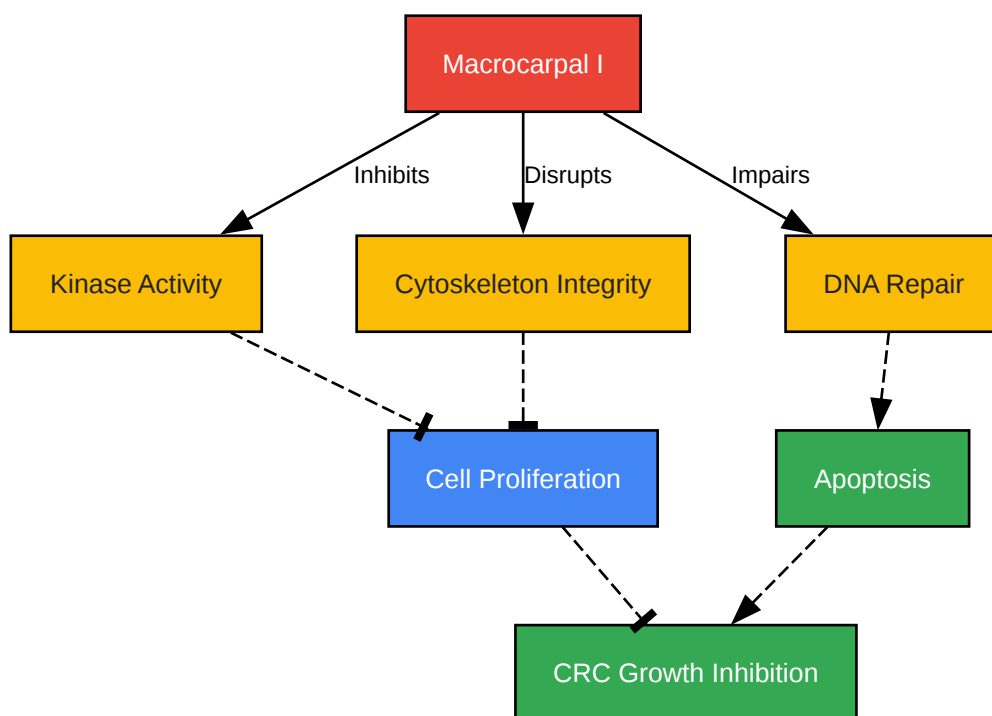 Macrocarpal I
Inhibits
Disrupts
Impairs
Kinase Activity
Cytoskeleton Integrity
DNA Repair
Cell Proliferation
Apoptosis
CRC Growth Inhibition